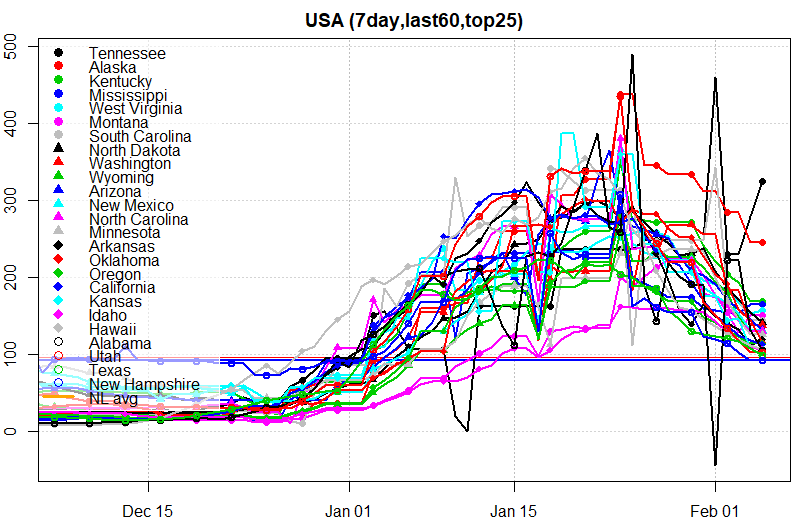 USA (7day,last60,top25)
500
400
300
200
100
0
Tennessee
Alaska
Kentucky
Mississippi
West Virginia
Montana
South Carolina
North Dakota
Washington
Wyoming
Arizona
New Mexico
North Carolina
Minnesota
Arkansas
Oklahoma
Oregon
California
Kansas
Idaho
Hawaii
Alabama
Utah
Texas
New Hampshire
NL avg
Dec 15
Jan 01
Jan 15
Feb 01